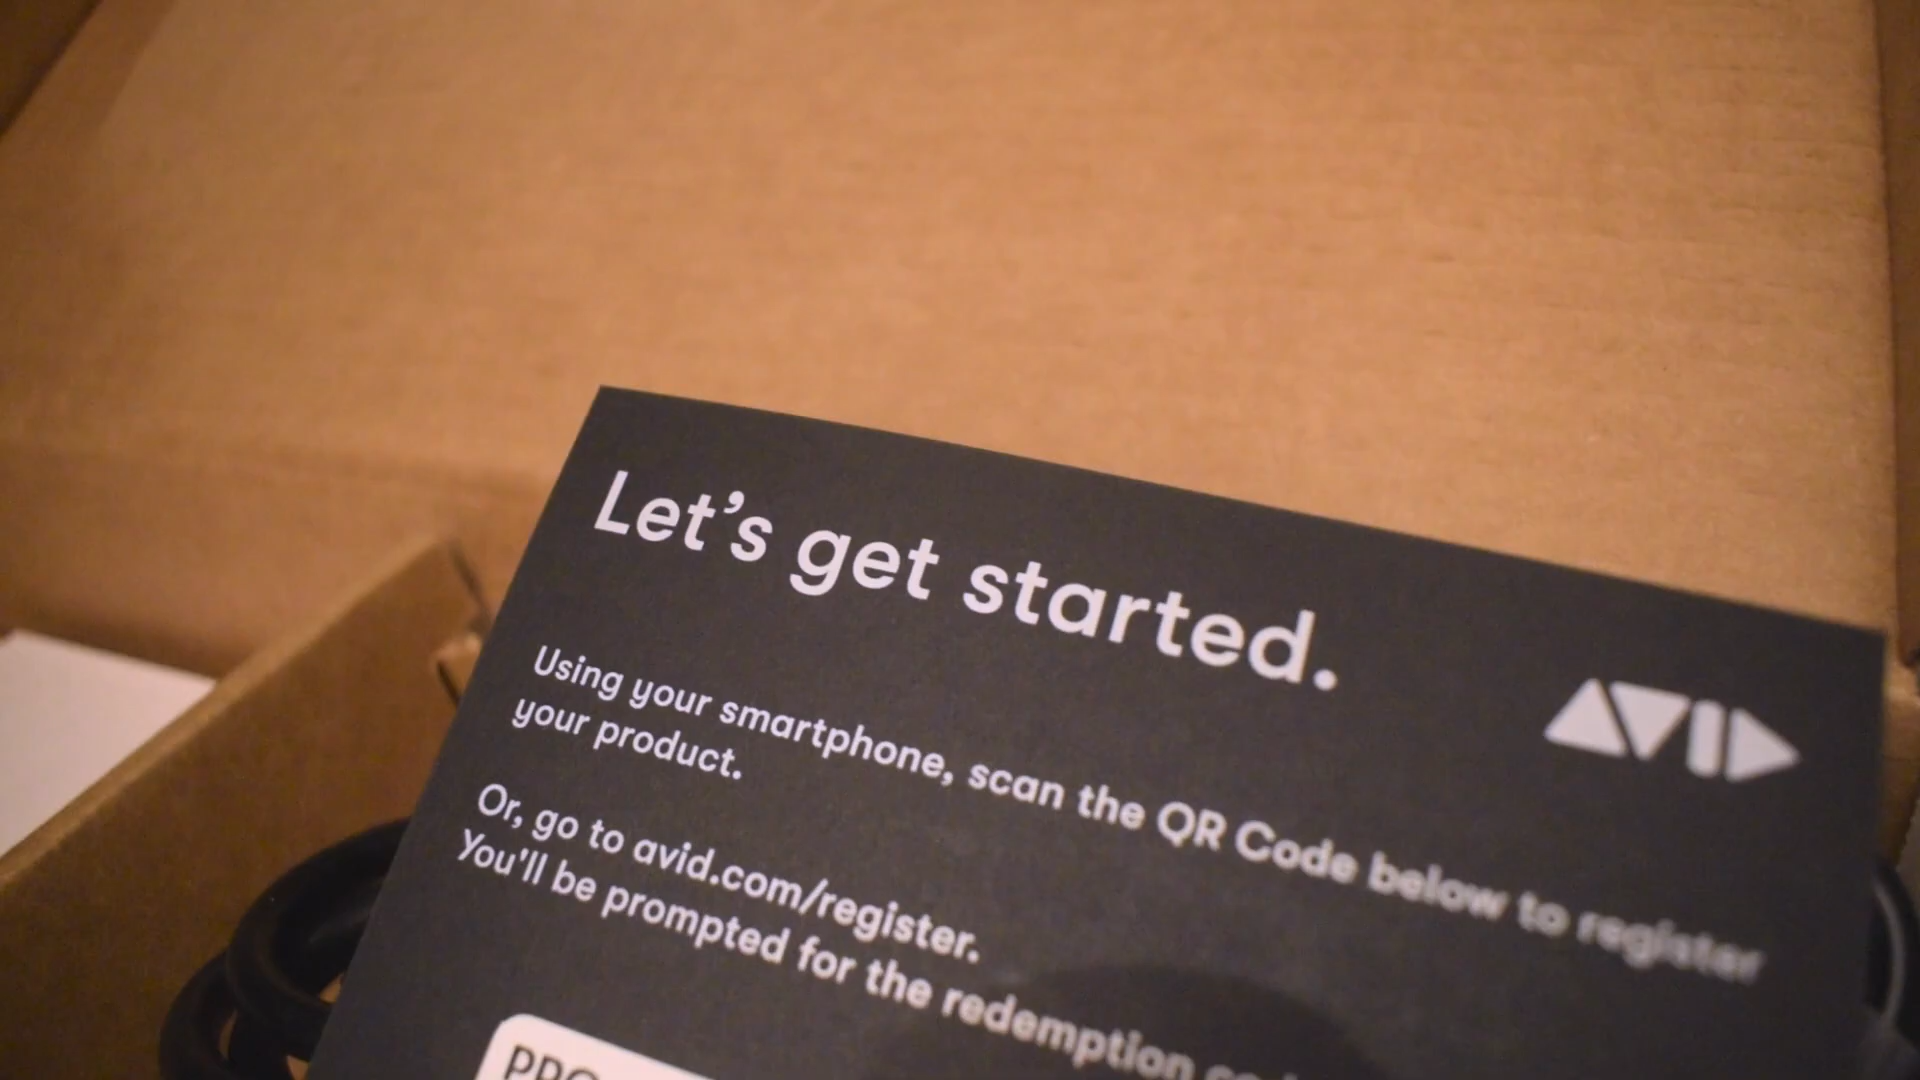 Let's get started.
AVID
Using your smartphone, scan the QR Code below to register
your product.
Or, go to avid.com/register.
You'll be prompted for the redemption